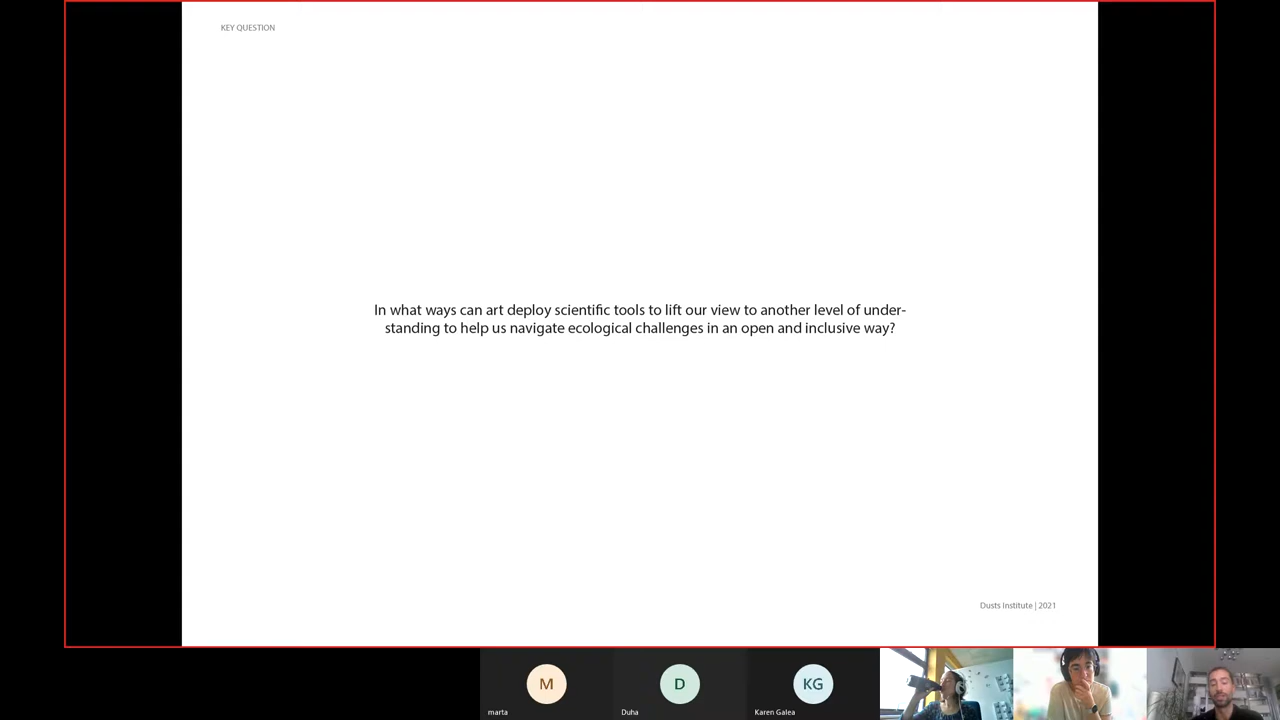 KEY QUESTION
In what ways can art deploy scientific tools to lift our view to another level of under-
standing to help us navigate ecological challenges in an open and inclusive way?
Dusts Institute | 2021
M
D
KG
marta
Duha
Karen Galea